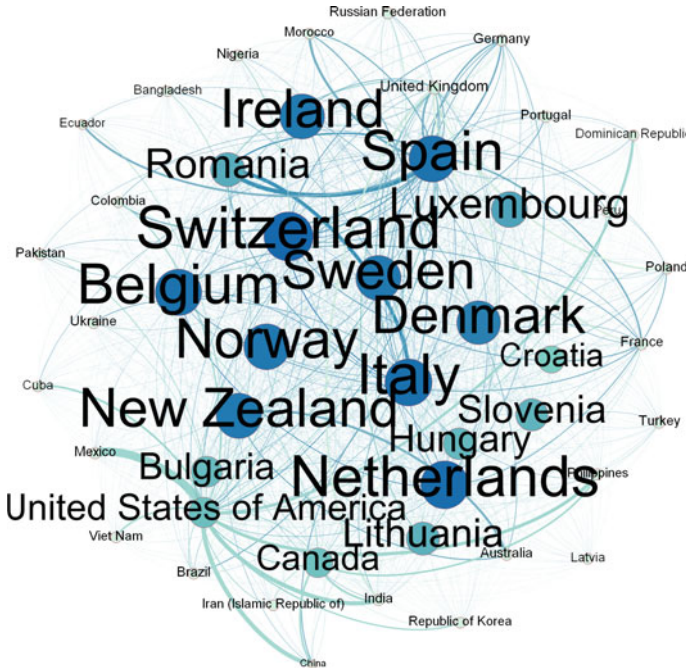 Russian Federation
Morocco
Germany
Nigeria
United Kingdom
Bangladesh
Ireland
Portugal
Ecuador
Spain
Dominican Republic
Romania
Colombia
Luxembourg
Peru
Switzerland
Pakistan
Belgium
Sweden
Poland
Ukraine
Denmark
Norway
France
Croatia
Italy
Cuba
New Zealand
Slovenia
Turkey
Hungary
Mexico
Bulgaria
Netherlands
Philippines
United States of America
Viet Nam
Lithuania
Canada
Australia
Latvia
Brazil
India
Iran (Islamic Republic of)
Republic of Korea
China